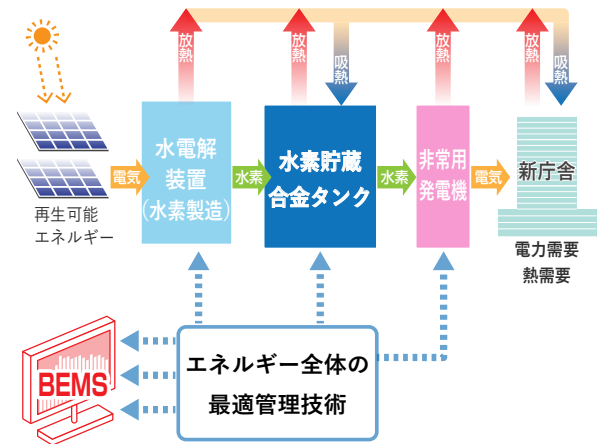 放熱
放熱
吸熱
放熱
放熱
吸熱
再生可能
エネルギー
電気
水電解
装置
(水素製造)
水素
水素貯蔵
合金タンク
水素
非常用
発電機
電気
新庁舎
電力需要
熱需要
BEMS
エネルギー全体の
最適管理技術